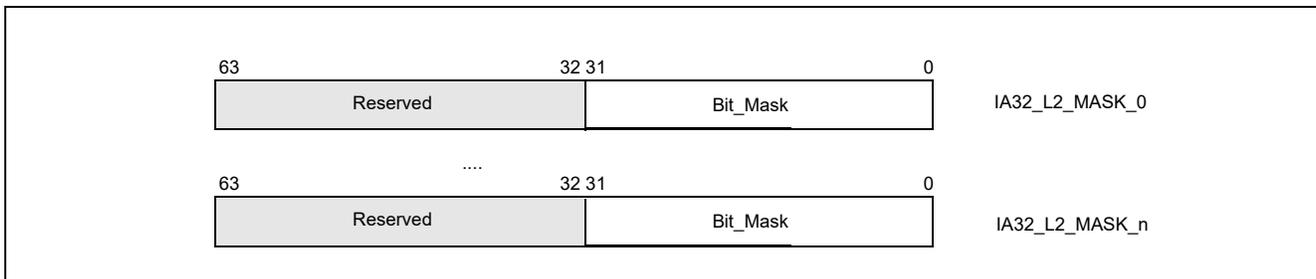 63 32 31 0
Reserved Bit_Mask IA32_L2_MASK_0
....
63 32 31 0
Reserved Bit_Mask IA32_L2_MASK_n